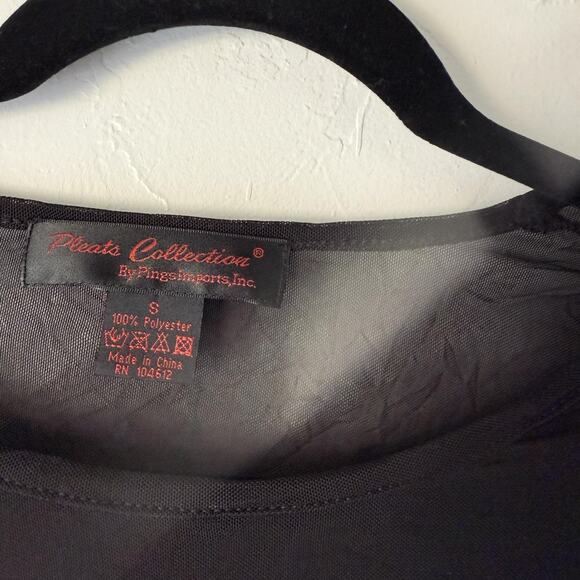 Pleats Collection®
By Pings Imports, Inc.
S
100% Polyester
Made in China
RN 104612